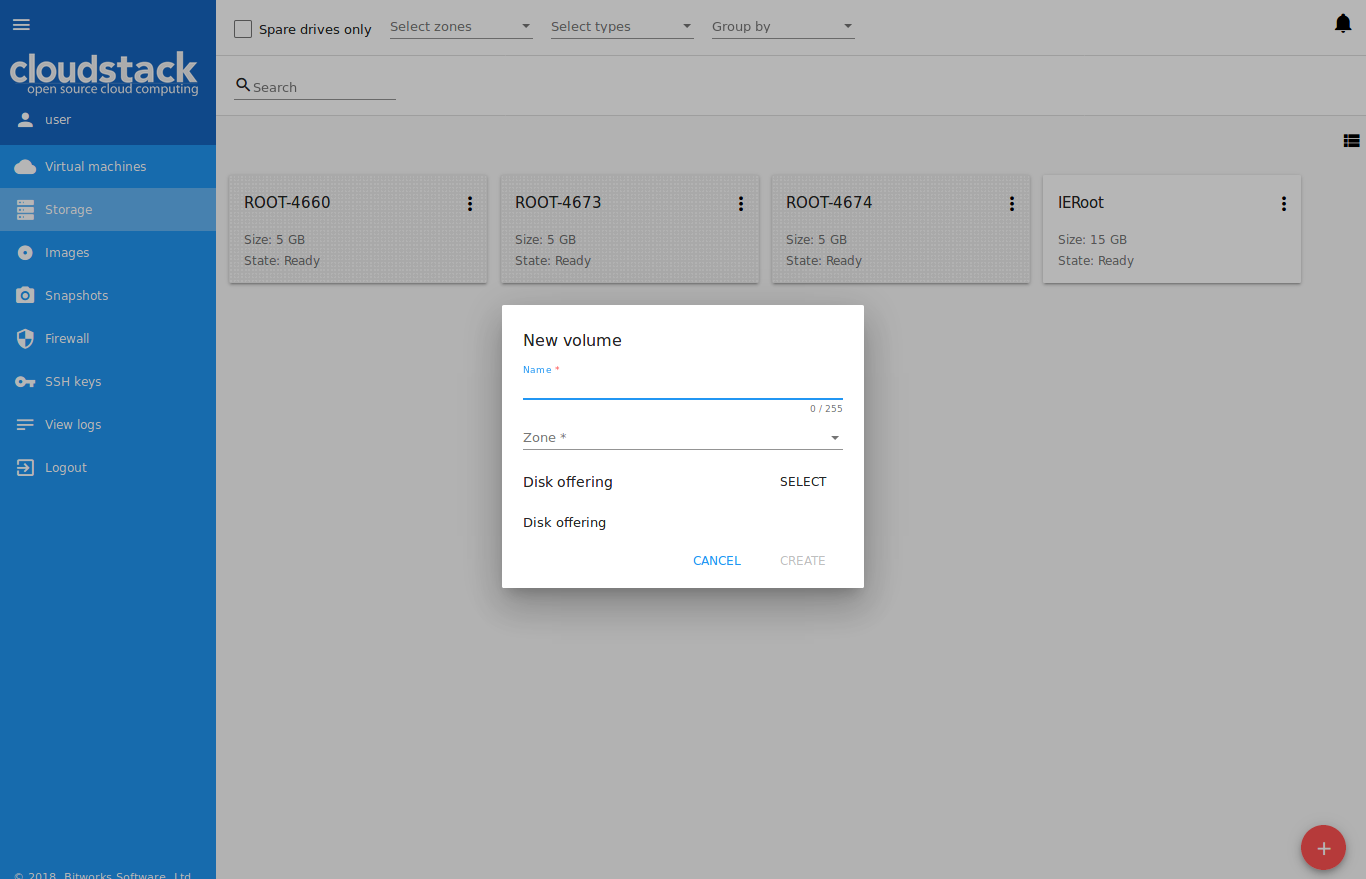 Spare drives only
Select zones
Select types
Group by
cloudstack
open source cloud computing
user
Search
Virtual machines
Storage
Images
Snapshots
Firewall
SSH keys
View logs
Logout
ROOT-4660
Size: 5 GB
State: Ready
ROOT-4673
Size: 5 GB
State: Ready
ROOT-4674
Size: 5 GB
State: Ready
IERoot
Size: 15 GB
State: Ready
New volume
Name *
0 / 255
Zone *
Disk offering
SELECT
Disk offering
CANCEL
CREATE
© 2018, Bitworks Software, Ltd.